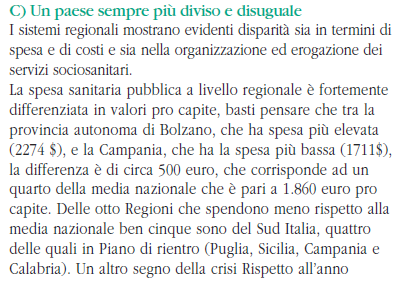 C) Un paese sempre più diviso e disuguale
I sistemi regionali mostrano evidenti disparità sia in termini di
spesa e di costi e sia nella organizzazione ed erogazione dei
servizi sociosanitari.
La spesa sanitaria pubblica a livello regionale è fortemente
differenziata in valori pro capite, basti pensare che tra la
provincia autonoma di Bolzano, che ha spesa più elevata
(2274 $), e la Campania, che ha la spesa più bassa (1711$),
la differenza è di circa 500 euro, che corrisponde ad un
quarto della media nazionale che è pari a 1.860 euro pro
capite. Delle otto Regioni che spendono meno rispetto alla
media nazionale ben cinque sono del Sud Italia, quattro
delle quali in Piano di rientro (Puglia, Sicilia, Campania e
Calabria). Un altro segno della crisi Rispetto all'anno